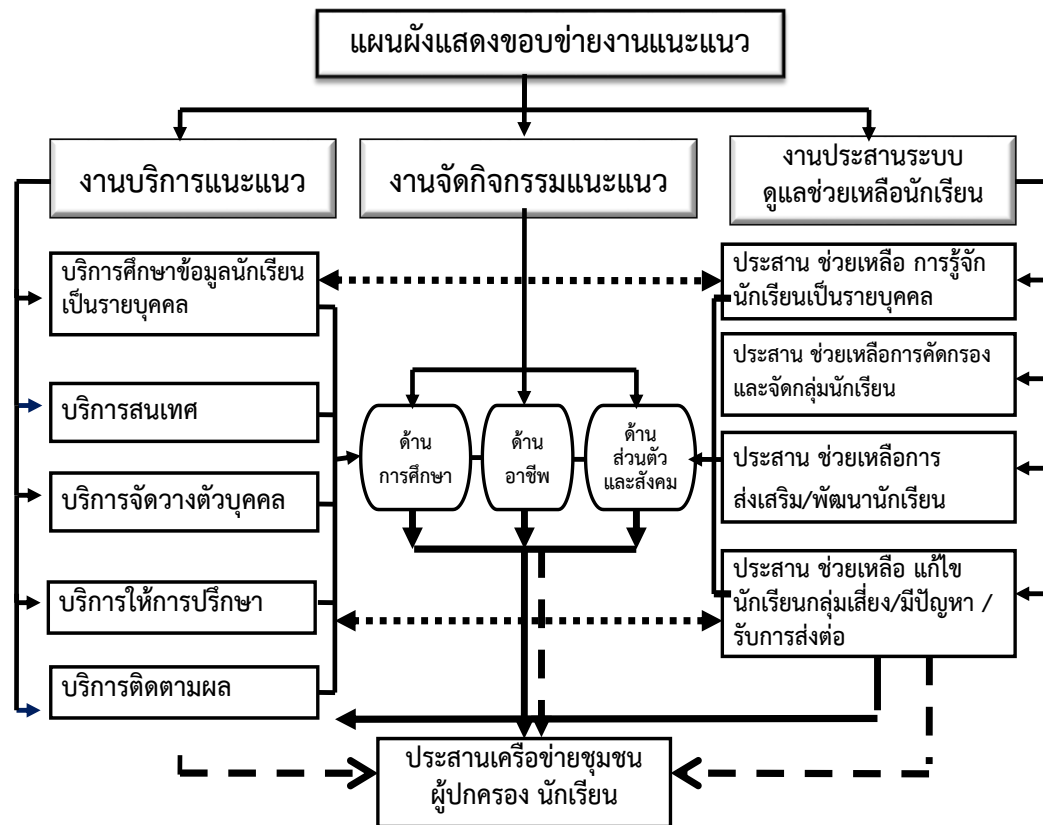 แผนผังแสดงขอบข่ายงานแนะแนว
งานบริการแนะแนว
งานจัดกิจกรรมแนะแนว
งานประสานระบบ
ดูแลช่วยเหลือนักเรียน
บริการศึกษาข้อมูลนักเรียน
เป็นรายบุคคล
บริการสนเทศ
บริการจัดวางตัวบุคคล
บริการให้การปรึกษา
บริการติดตามผล
ด้าน
การศึกษา
ด้าน
อาชีพ
ด้าน
ส่วนตัว
และสังคม
ประสาน ช่วยเหลือ การรู้จัก
นักเรียนเป็นรายบุคคล
ประสาน ช่วยเหลือการคัดกรอง
และจัดกลุ่มนักเรียน
ประสาน ช่วยเหลือการ
ส่งเสริม/พัฒนานักเรียน
ประสาน ช่วยเหลือ แก้ไข
นักเรียนกลุ่มเสี่ยง/มีปัญหา /
รับการส่งต่อ
ประสานเครือข่ายชุมชน
ผู้ปกครอง นักเรียน